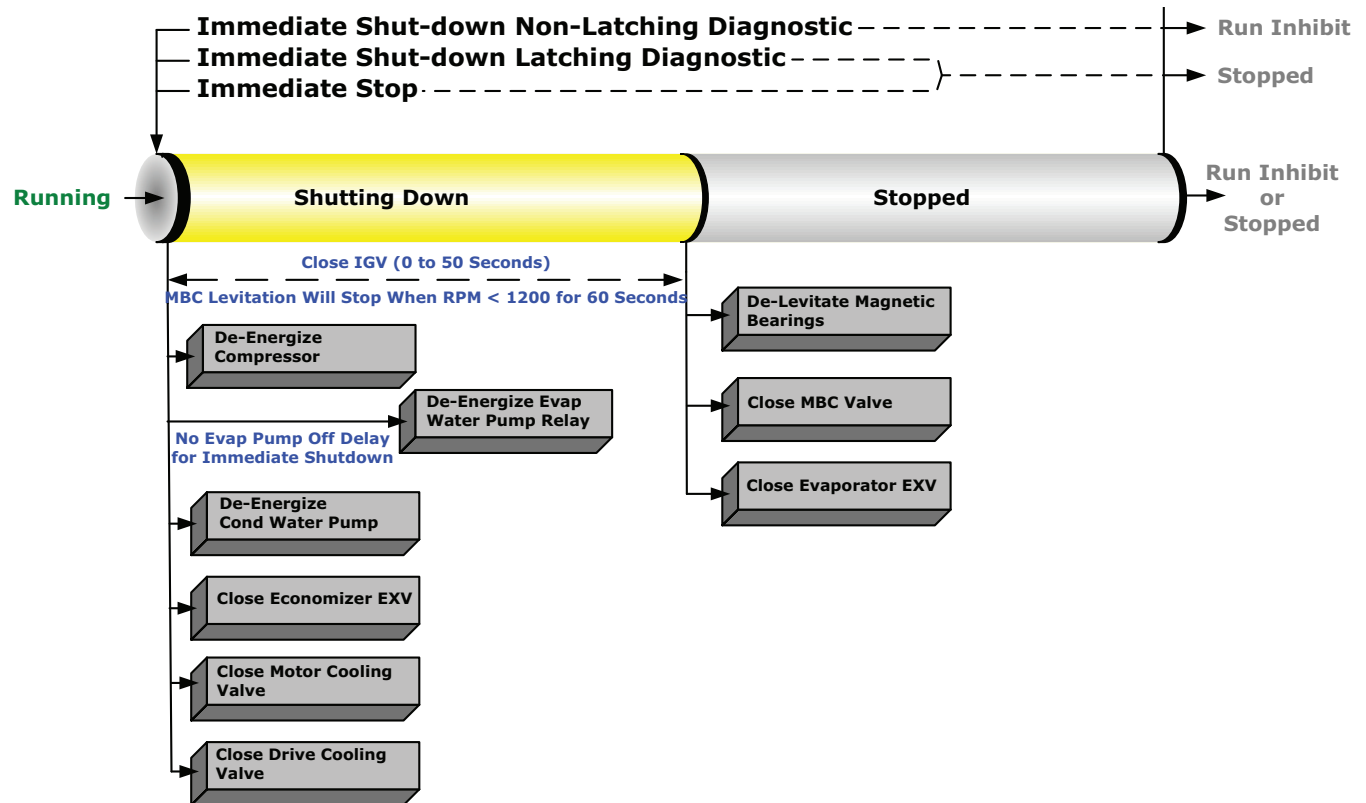 Immediate Shut-down Non-Latching Diagnostic
Run Inhibit
Immediate Shut-down Latching Diagnostic
Immediate Stop
Stopped
Running
Shutting Down
Stopped
Run Inhibit
or
Stopped
Close IGV (0 to 50 Seconds)
MBC Levitation Will Stop When RPM < 1200 for 60 Seconds
De-Energize
Compressor
De-Energize Evap
Water Pump Relay
No Evap Pump Off Delay
for Immediate Shutdown
De-Energize
Cond Water Pump
Close Economizer EXV
Close Motor Cooling
Valve
Close Drive Cooling
Valve
De-Levitate Magnetic
Bearings
Close MBC Valve
Close Evaporator EXV